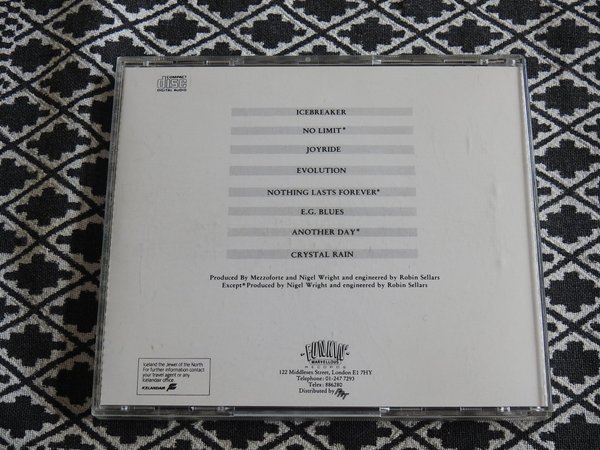 COMPACT
disc
DIGITAL AUDIO
ICEBREAKER
NO LIMIT*
JOYRIDE
EVOLUTION
NOTHING LASTS FOREVER*
E.G. BLUES
ANOTHER DAY*
CRYSTAL RAIN
Produced By Mezzoforte and Nigel Wright and engineered by Robin Sellars
Except*Produced by Nigel Wright and engineered by Robin Sellars
FUNKIN'
MARVELLOUS
RECORDS
122 Middlesex Street, London E1 7HY
Telephone: 01-247 7293
Telex: 886280
Distributed by
Iceland the Jewel of the North
For further information contact
your travel agent or any
Icelandair office.
ICELANDAIR